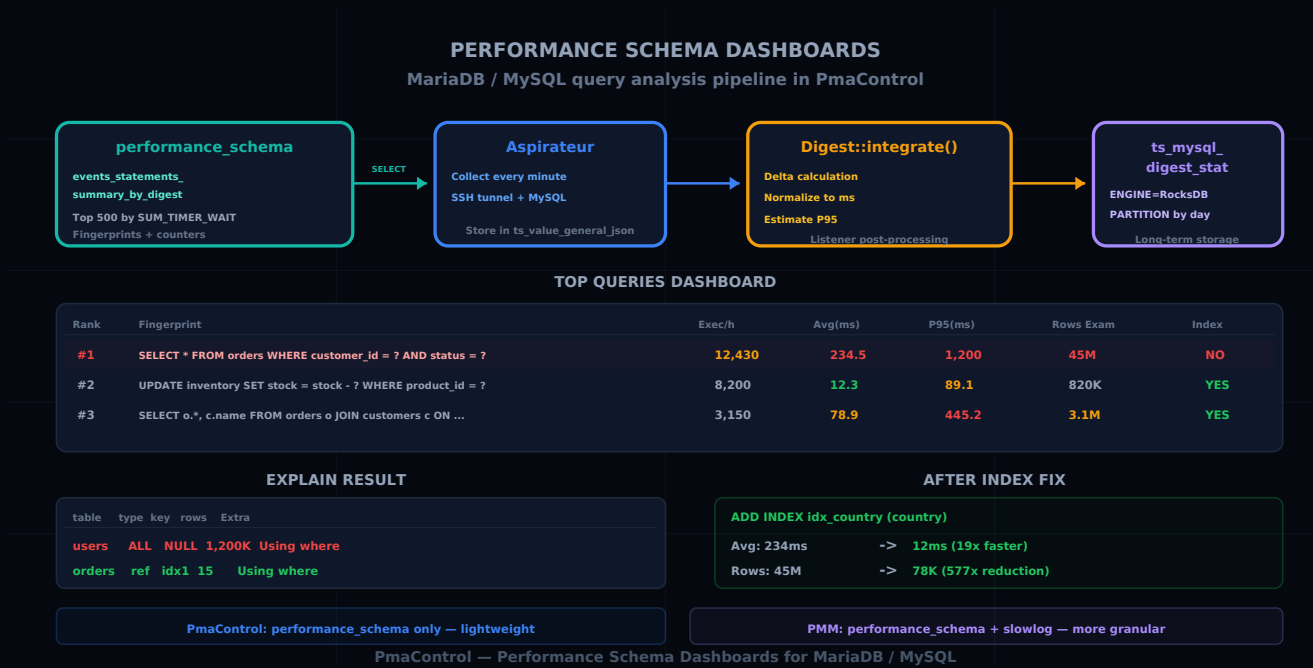 PERFORMANCE SCHEMA DASHBOARDS
MariaDB / MySQL query analysis pipeline in PmaControl
performance_schema
events_statements_
summary_by_digest
Top 500 by SUM_TIMER_WAIT
Fingerprints + counters
SELECT
Aspirateur
Collect every minute
SSH tunnel + MySQL
Store in ts_value_general_json
Digest::integrate()
Delta calculation
Normalize to ms
Estimate P95
Listener post-processing
ts_mysql_
digest_stat
ENGINE=RocksDB
PARTITION by day
Long-term storage
TOP QUERIES DASHBOARD
Rank Fingerprint Exec/h Avg(ms) P95(ms) Rows Exam Index
#1 SELECT * FROM orders WHERE customer_id = ? AND status = ? 12,430 234.5 1,200 45M NO
#2 UPDATE inventory SET stock = stock - ? WHERE product_id = ? 8,200 12.3 89.1 820K YES
#3 SELECT o.*, c.name FROM orders o JOIN customers c ON ... 3,150 78.9 445.2 3.1M YES
EXPLAIN RESULT
table type key rows Extra
users ALL NULL 1,200K Using where
orders ref idx1 15 Using where
AFTER INDEX FIX
ADD INDEX idx_country (country)
Avg: 234ms -> 12ms (19x faster)
Rows: 45M -> 78K (577x reduction)
PmaControl: performance_schema only — lightweight
PMM: performance_schema + slowlog — more granular
PmaControl — Performance Schema Dashboards for MariaDB / MySQL